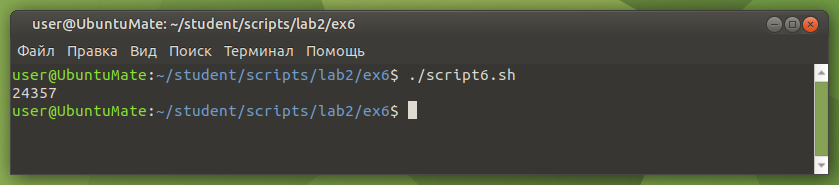 user@UbuntuMate: ~/student/scripts/lab2/ex6
Файл Правка Вид Поиск Терминал Помощь
user@UbuntuMate:~/student/scripts/lab2/ex6$ ./script6.sh
24357
user@UbuntuMate:~/student/scripts/lab2/ex6$